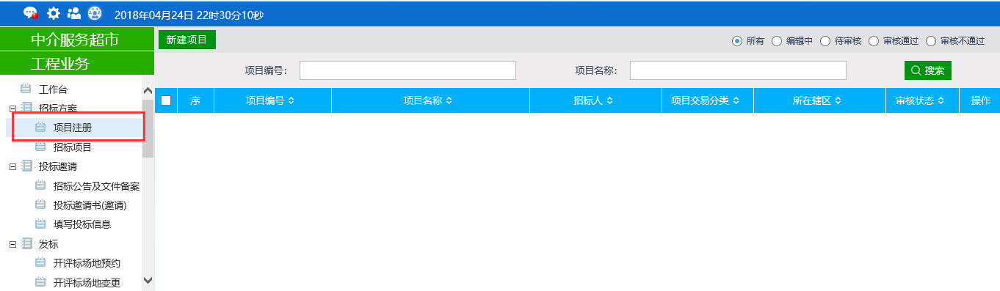 2018年04月24日 22时30分10秒
中介服务超市
工程业务
工作台
招标方案
项目注册
招标项目
投标邀请
招标公告及文件备案
投标邀请书(邀请)
填写投标信息
发标
开评标场地预约
开评标场地变更
新建项目
所有 编辑中 待审核 审核通过 审核不通过
项目编号： 项目名称： 搜索
序 项目编号 项目名称 招标人 项目交易分类 所在辖区 审核状态 操作